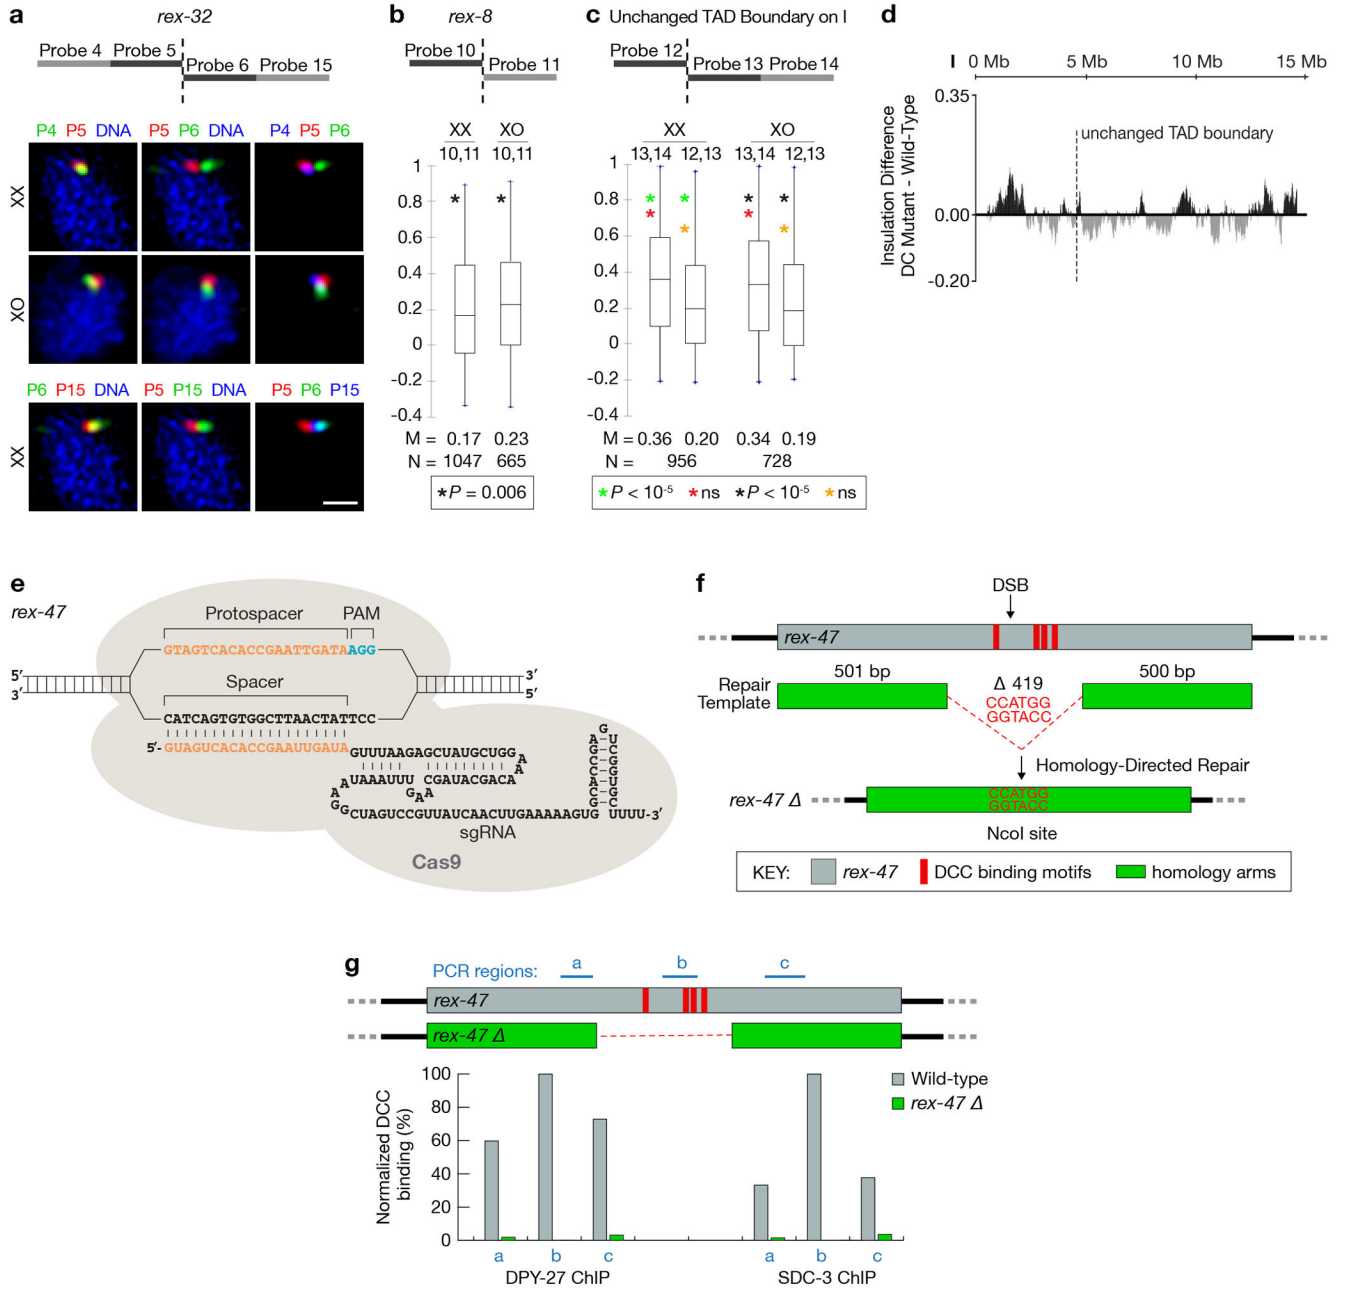 a
rex-32
Probe 4 Probe 5
Probe 6 Probe 15
P4 P5 DNA
P5 P6 DNA
P4 P5 P6
XX
XO
P6 P15 DNA
P5 P15 DNA
P5 P6 P15
XX
b
rex-8
Probe 10
Probe 11
XX XO
10,11 10,11
1
0.8
0.6
0.4
0.2
0
-0.2
-0.4
* *
M = 0.17 0.23
N = 1047 665
*P = 0.006
c Unchanged TAD Boundary on I
Probe 12
Probe 13 Probe 14
XX XO
13,14 12,13 13,14 12,13
1
0.8
0.6
0.4
0.2
0
-0.2
-0.4
* * * *
* *
* *
M = 0.36 0.20 0.34 0.19
N = 956 728
*P < 10-5 *ns *P < 10-5 *ns
d
I 0 Mb 5 Mb 10 Mb 15 Mb
0.35
0.00
-0.20
Insulation Difference
DC Mutant - Wild-Type
unchanged TAD boundary
e
rex-47
Protospacer PAM
GTAGTCACACCGAATTGATAAGG
5′ 3′
3′ 5′
Spacer
CATCAGTGTGGCTTAACTATTCC
5′-GUAGUCACACCGAAUUGAUAGUUUAAGAGCUAUGCUGG
A
A
UAAAUUU CGAUACGACA
GAA
A
A
G
G
CUAGUCCGUUAUCAACUUGAAAAAGUG
GCACCGA
G
UCGGUGC
UUUU-3′
sgRNA
Cas9
f
DSB
rex-47
Repair
Template
501 bp
Δ 419
500 bp
CCATGG
GGTACC
Homology-Directed Repair
rex-47 Δ
CCATGG
GGTACC
NcoI site
KEY: rex-47 DCC binding motifs homology arms
g
PCR regions: a b c
rex-47
rex-47 Δ
Normalized DCC
binding (%)
100
80
60
40
20
0
Wild-type
rex-47 Δ
a b c a b c
DPY-27 ChIP SDC-3 ChIP